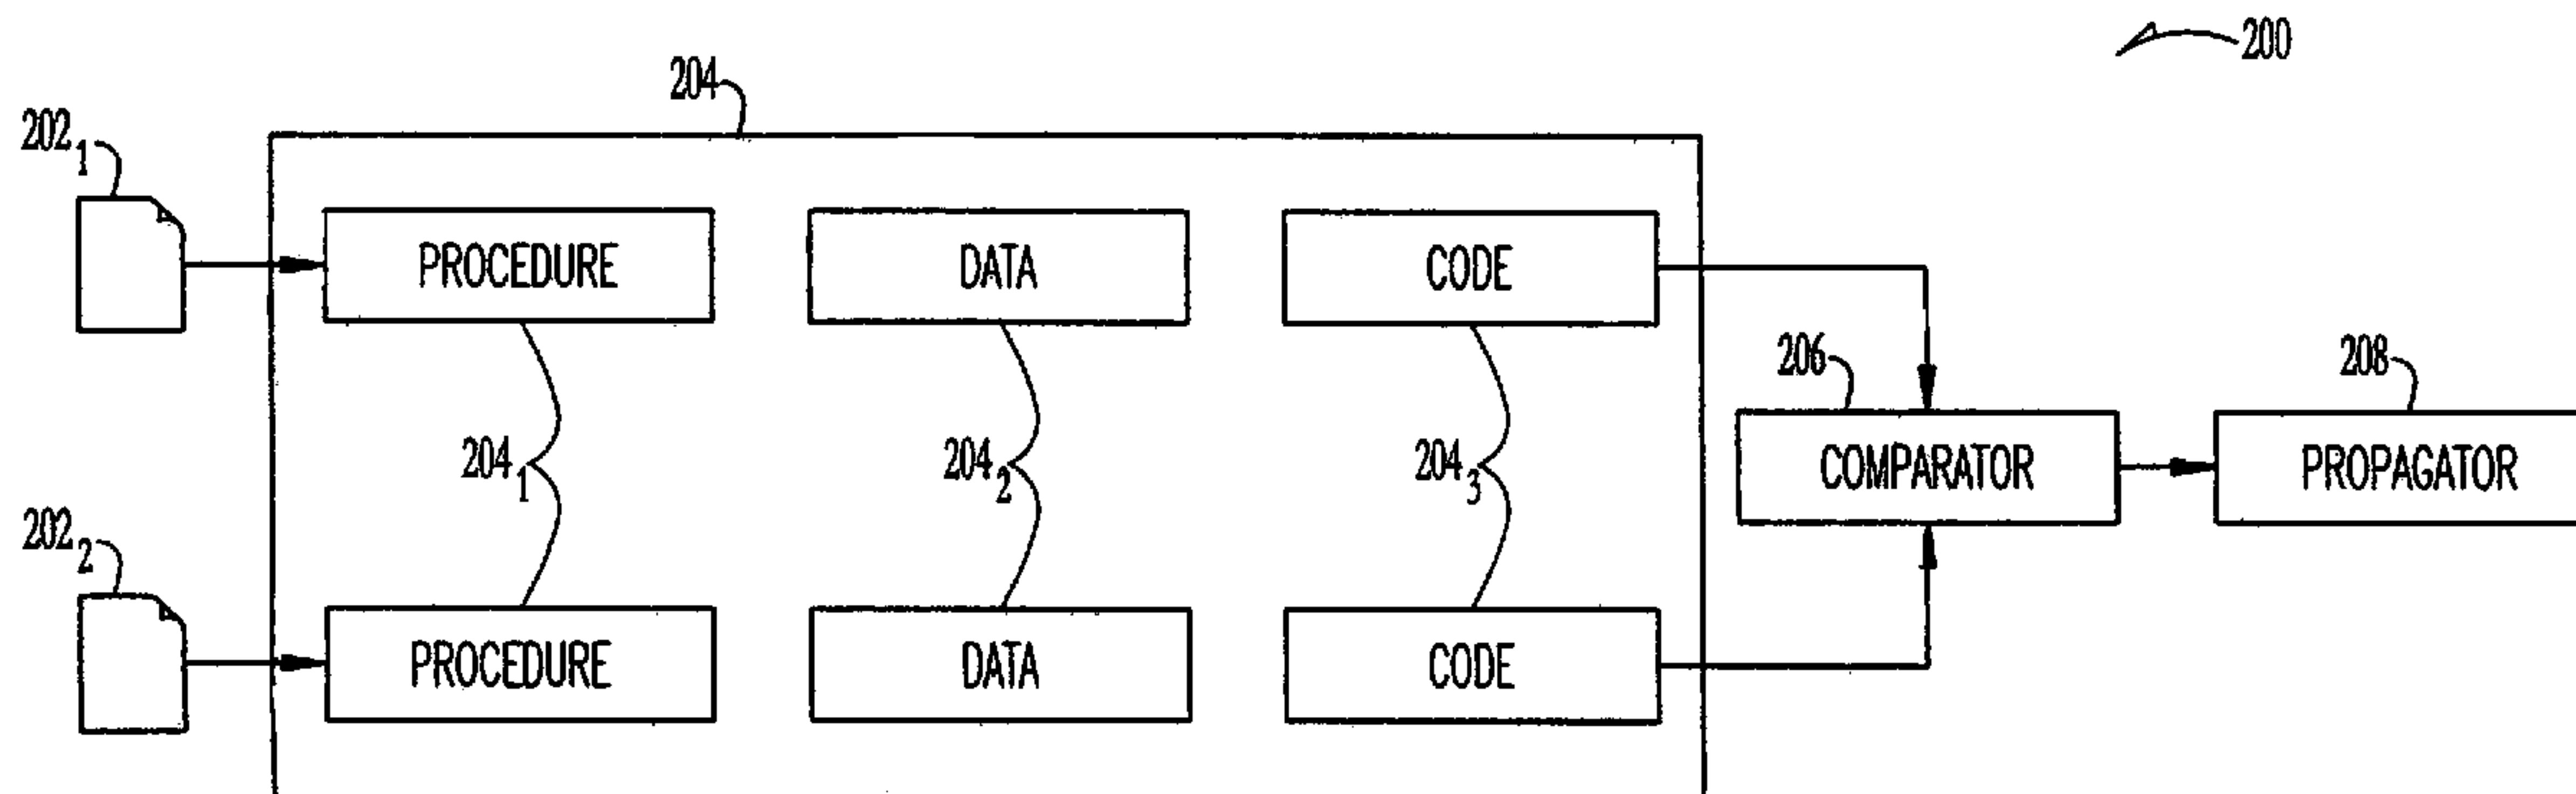 200
204
202 1
PROCEDURE DATA CODE
206 208
204 1 204 2 204 3
COMPARATOR PROPAGATOR
202 2
PROCEDURE DATA CODE